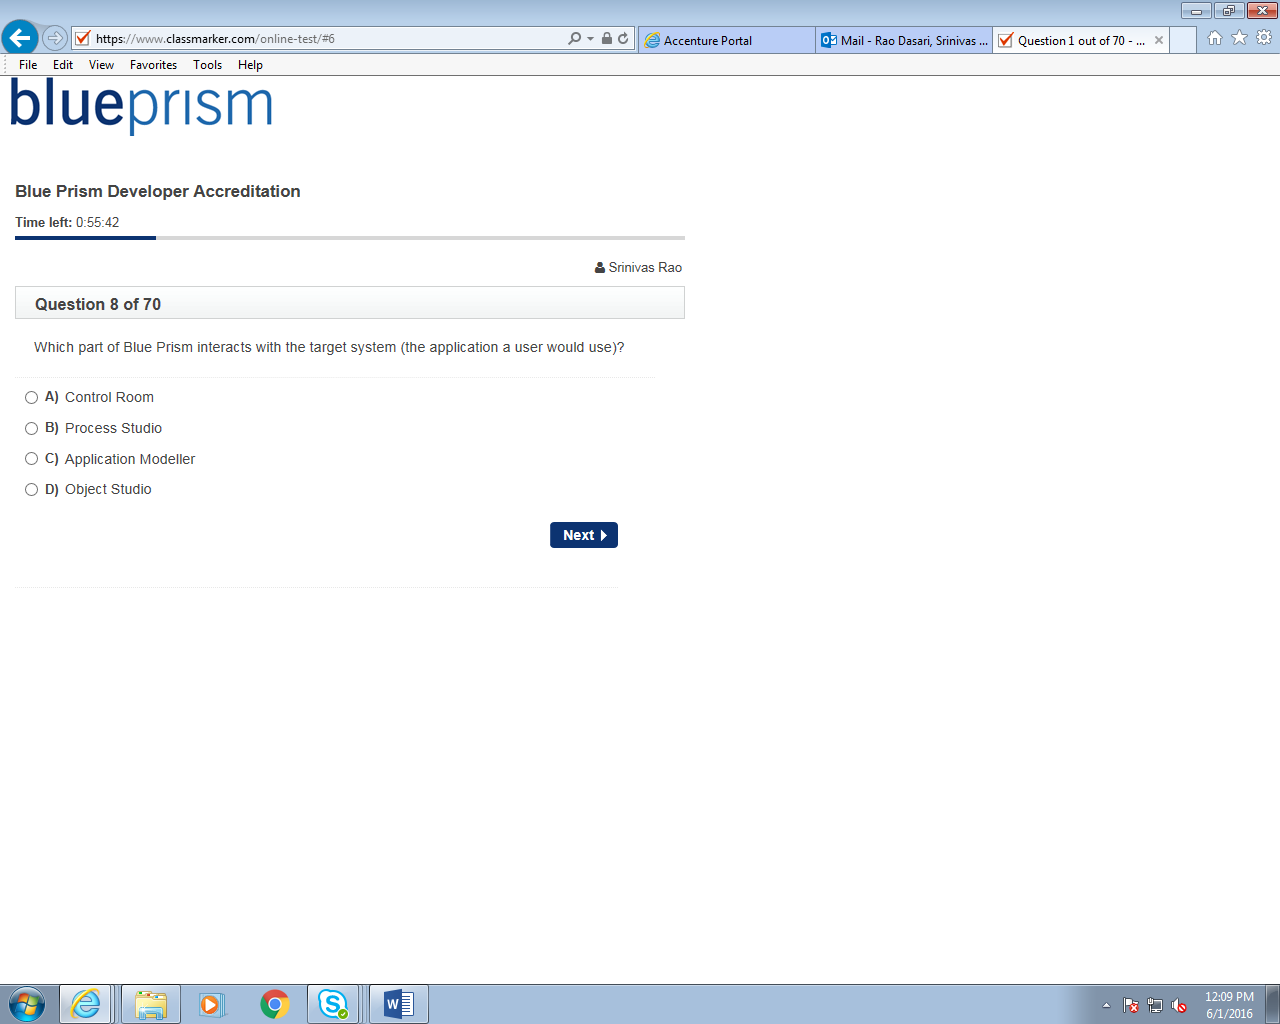 https://www.classmarker.com/online-test/#6
Accenture Portal
Mail - Rao Dasari, Srinivas ...
Question 1 out of 70 - ...
File Edit View Favorites Tools Help
blueprism
Blue Prism Developer Accreditation
Time left: 0:55:42
Srinivas Rao
Question 8 of 70
Which part of Blue Prism interacts with the target system (the application a user would use)?
A) Control Room
B) Process Studio
C) Application Modeller
D) Object Studio
Next
12:09 PM
6/1/2016